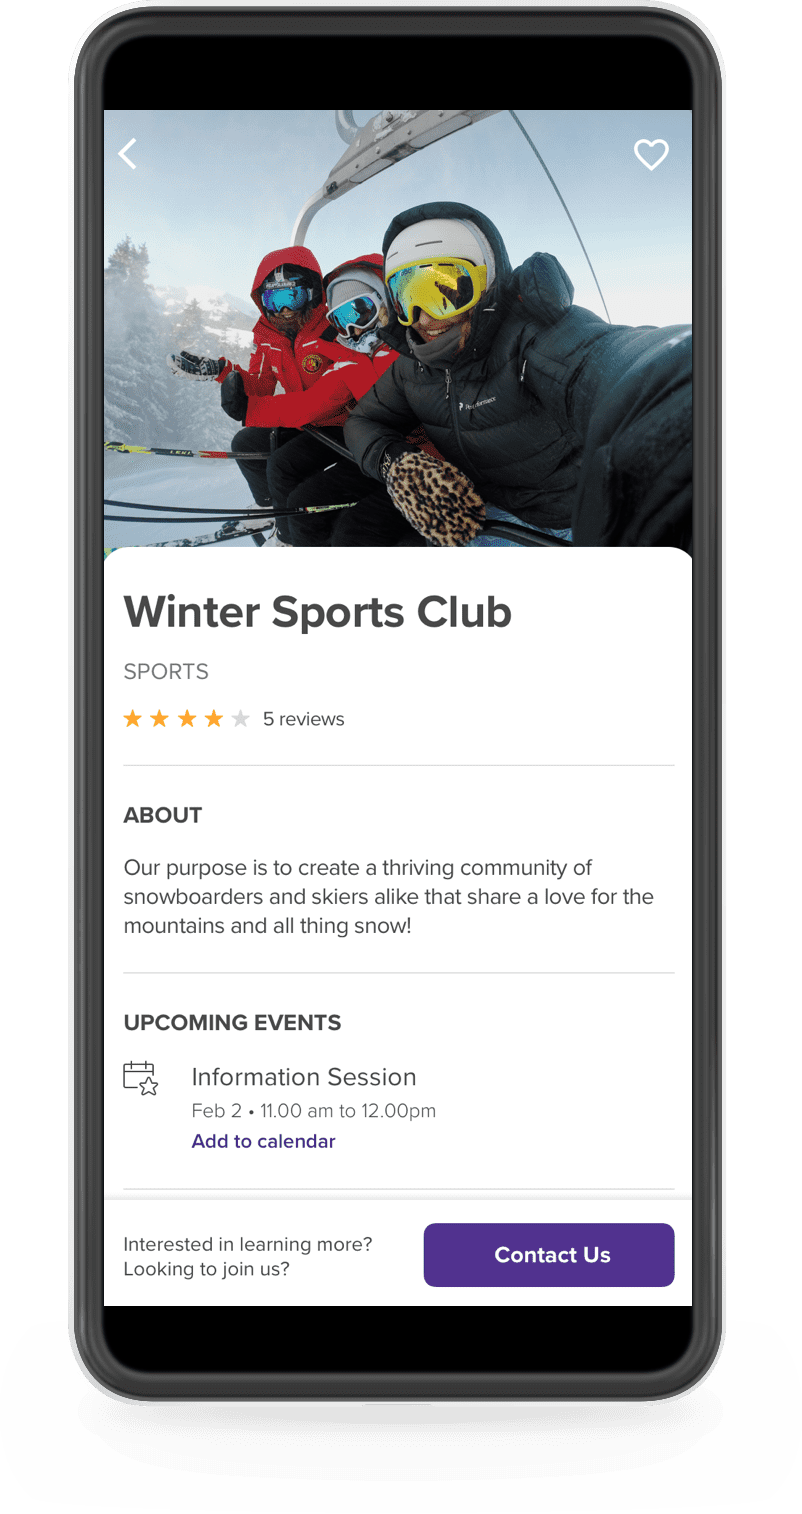 Winter Sports Club
SPORTS
5 reviews
ABOUT
Our purpose is to create a thriving community of
snowboarders and skiers alike that share a love for the
mountains and all thing snow!
UPCOMING EVENTS
Information Session
Feb 2 • 11.00 am to 12.00pm
Add to calendar
Interested in learning more?
Looking to join us?
Contact Us